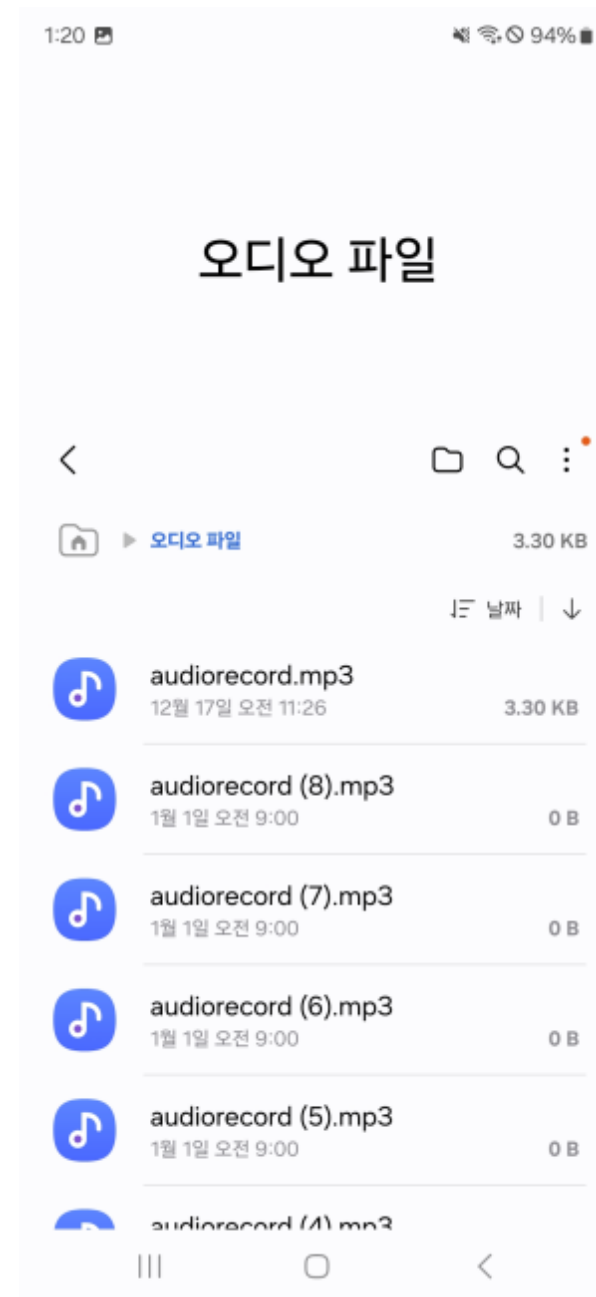 1:20
94%
오디오 파일
오디오 파일
3.30 KB
날짜
audiorecord.mp3
12월 17일 오전 11:26
3.30 KB
audiorecord (8).mp3
1월 1일 오전 9:00
0 B
audiorecord (7).mp3
1월 1일 오전 9:00
0 B
audiorecord (6).mp3
1월 1일 오전 9:00
0 B
audiorecord (5).mp3
1월 1일 오전 9:00
0 B
audiorecord (4).mp3